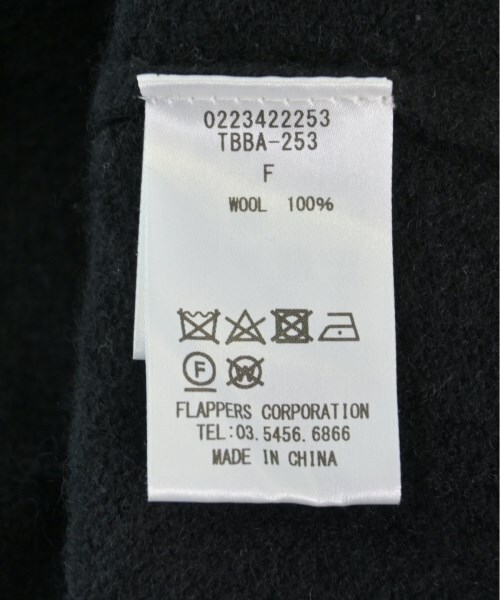 0223422253
TBBA-253
F
WOOL 100%
F W
FLAPPERS CORPORATION
TEL:03.5456.6866
MADE IN CHINA